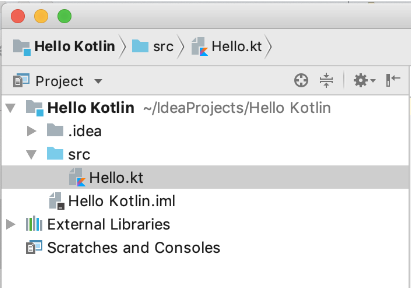 Hello Kotlin src Hello.kt
Project
Hello Kotlin ~/IdeaProjects/Hello Kotlin
.idea
src
Hello.kt
Hello Kotlin.iml
External Libraries
Scratches and Consoles